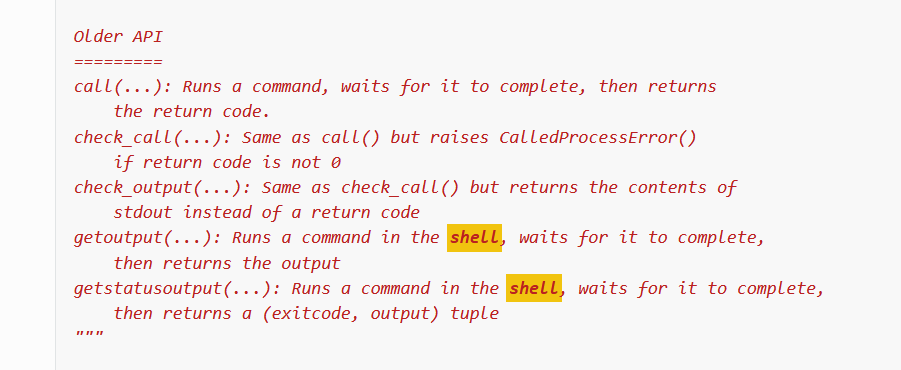 Older API
=========
call(...): Runs a command, waits for it to complete, then returns
the return code.
check_call(...): Same as call() but raises CalledProcessError()
if return code is not 0
check_output(...): Same as check_call() but returns the contents of
stdout instead of a return code
getoutput(...): Runs a command in the shell, waits for it to complete,
then returns the output
getstatusoutput(...): Runs a command in the shell, waits for it to complete,
then returns a (exitcode, output) tuple
"""